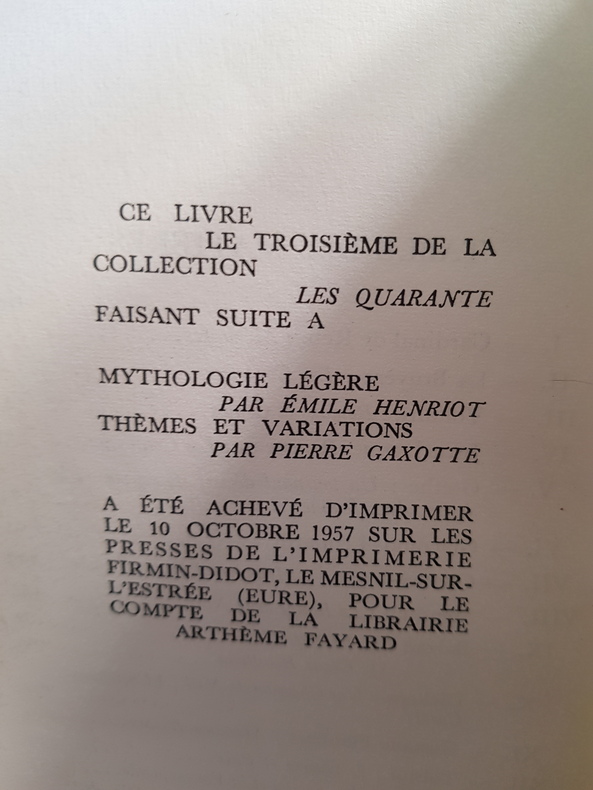 CE LIVRE
LE TROISIÈME DE LA
COLLECTION
LES QUARANTE
FAISANT SUITE A
MYTHOLOGIE LÉGÈRE
PAR ÉMILE HENRIOT
THÈMES ET VARIATIONS
PAR PIERRE GAXOTTE
A ÉTÉ ACHEVÉ D'IMPRIMER
LE 10 OCTOBRE 1957 SUR LES
PRESSES DE L'IMPRIMERIE
FIRMIN-DIDOT, LE MESNIL-SUR-
L'ESTRÉE (EURE), POUR LE
COMPTE DE LA LIBRAIRIE
ARTHÈME FAYARD